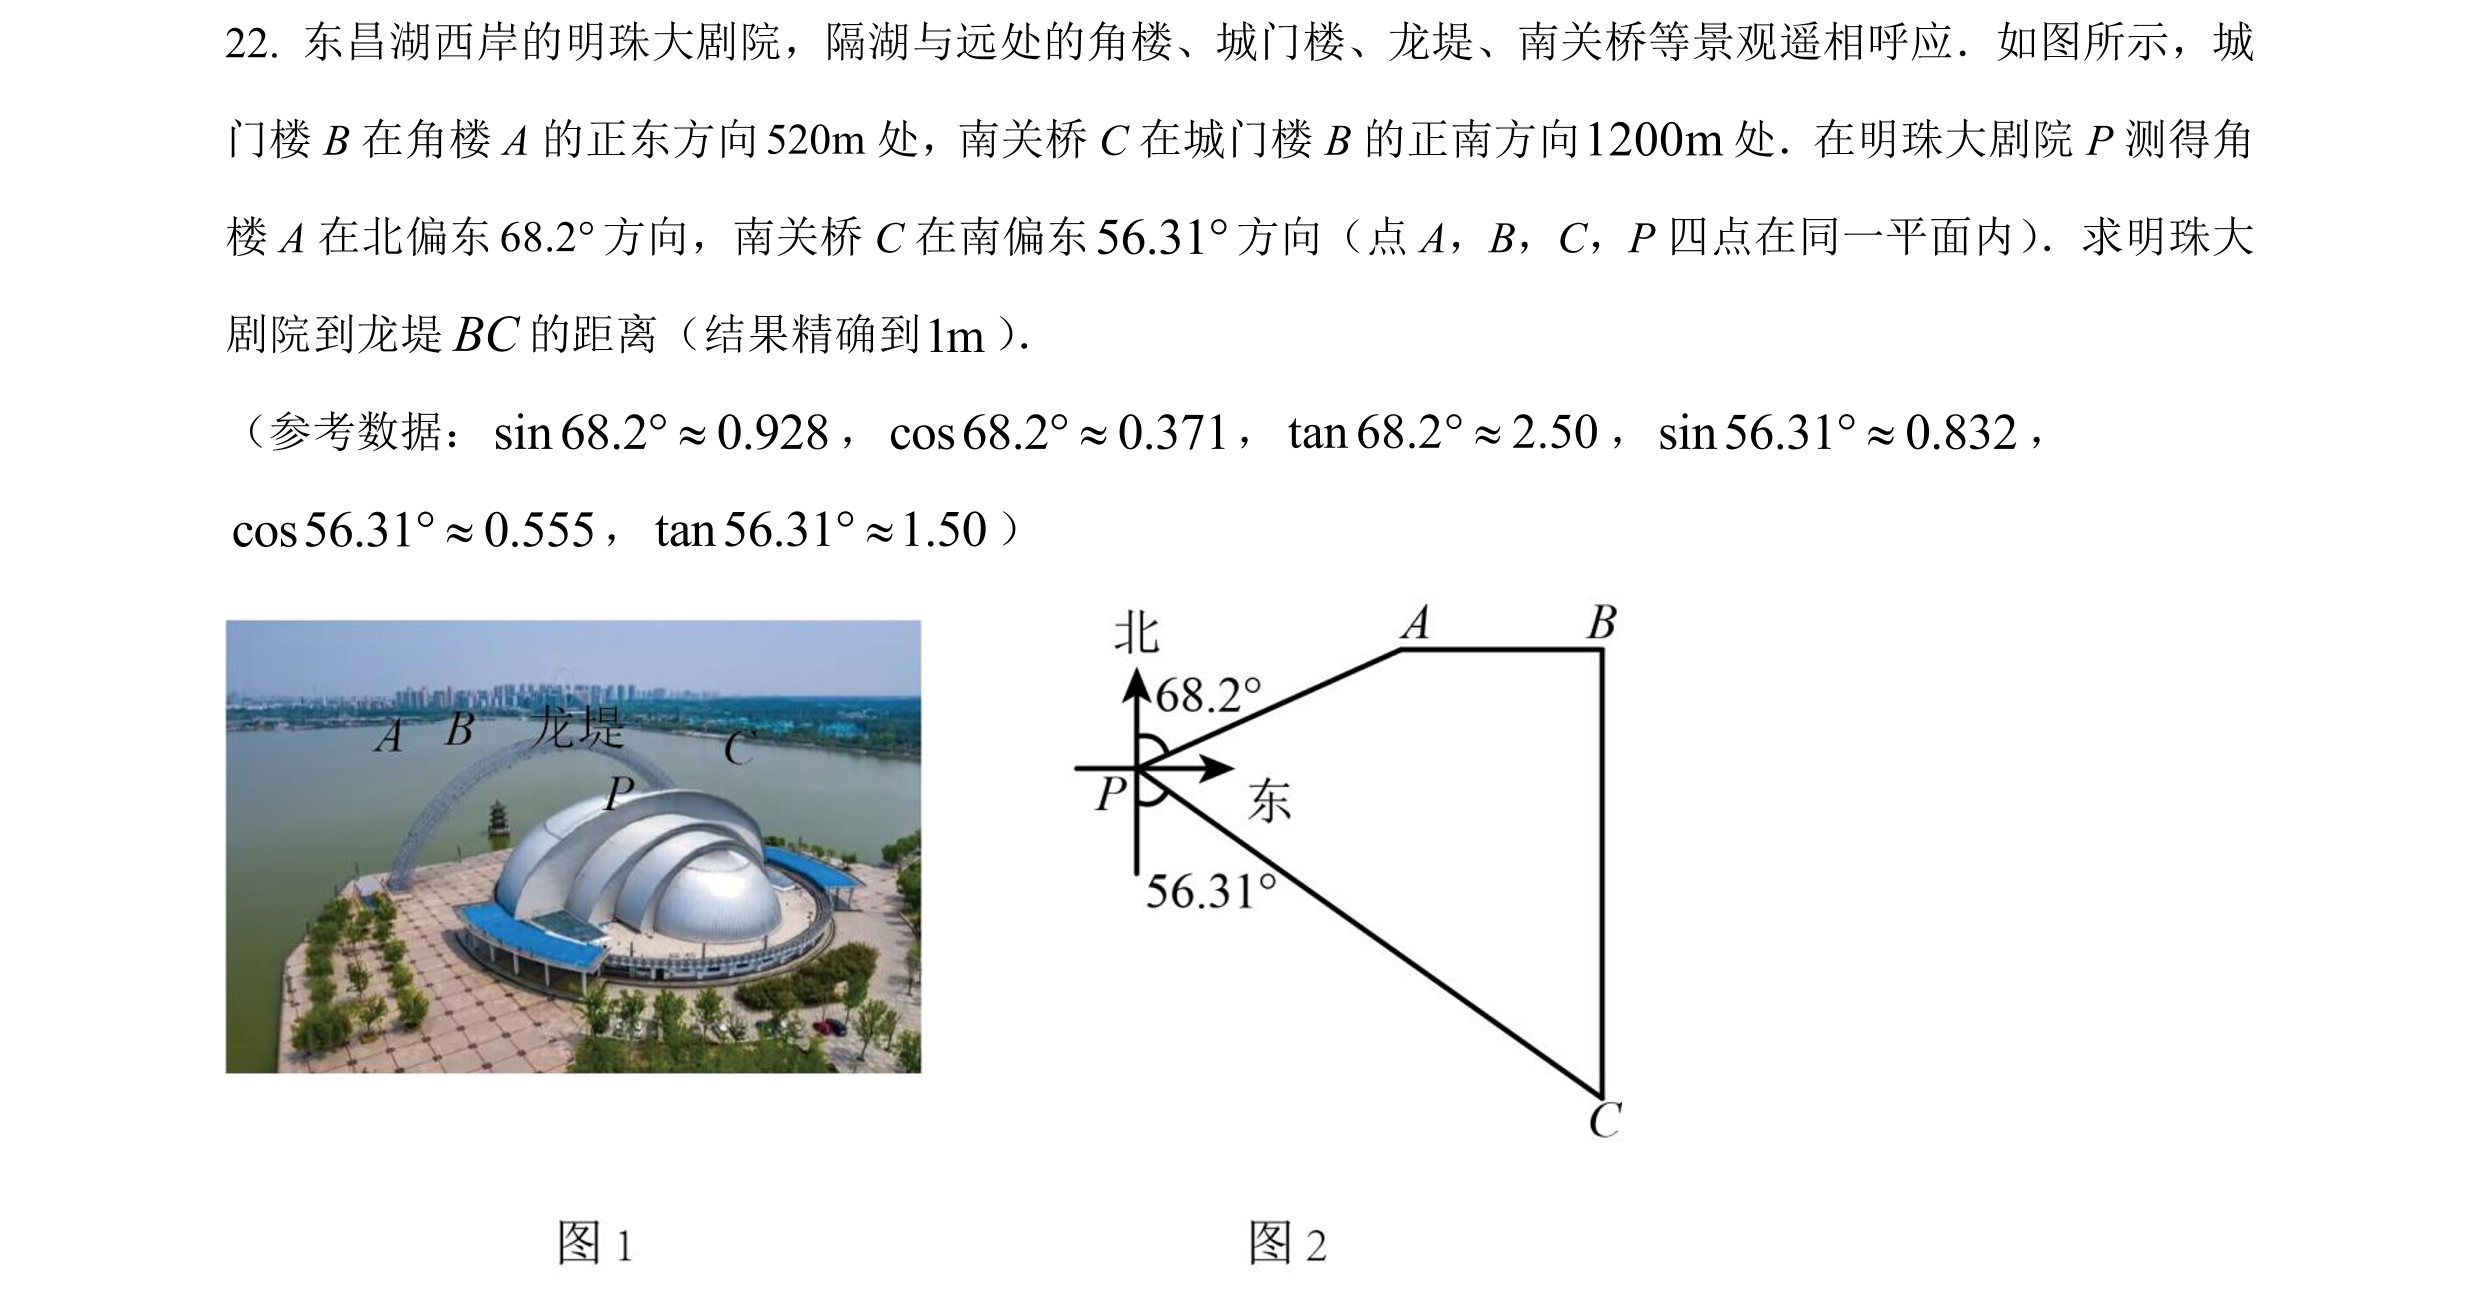 22. 东昌湖西岸的明珠大剧院，隔湖与远处的角楼、城门楼、龙堤、南关桥等景观遥相呼应．如图所示，城
门楼 B 在角楼 A 的正东方向520m 处，南关桥 C 在城门楼 B 的正南方向1200m 处．在明珠大剧院 P 测得角
楼 A 在北偏东 68.2° 方向，南关桥 C 在南偏东 56.31° 方向（点 A，B，C，P 四点在同一平面内）．求明珠大
剧院到龙堤 BC 的距离（结果精确到1m）．
（参考数据：sin 68.2° ≈ 0.928，cos 68.2° ≈ 0.371，tan 68.2° ≈ 2.50，sin 56.31° ≈ 0.832，
cos 56.31° ≈ 0.555，tan 56.31° ≈ 1.50）
A B 龙堤 C
P
北
A B
68.2°
P 东
56.31°
C
图 1 图 2